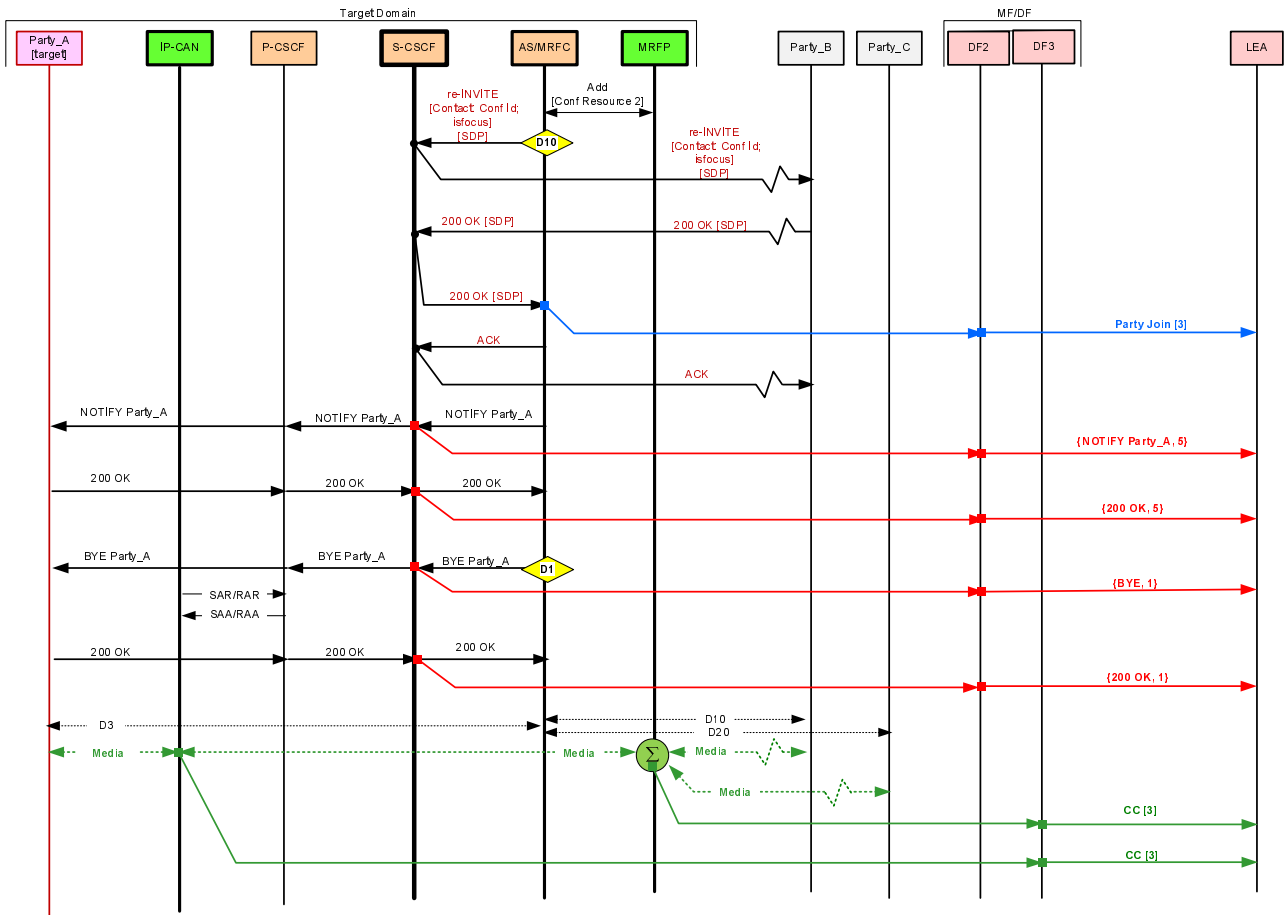 Target Domain
MF/DF
Party_A
[target]
IP-CAN
P-CSCF
S-CSCF
AS/MRFC
MRFP
Party_B
Party_C
DF2
DF3
LEA
re-INVITE
[Contact: Conf Id;
isfocus]
[SDP]
Add
[Conf Resource 2]
D10
re-INVITE
[Contact: Conf Id;
isfocus]
[SDP]
200 OK [SDP]
200 OK [SDP]
200 OK [SDP]
Party Join [3]
ACK
ACK
NOTIFY Party_A
NOTIFY Party_A
NOTIFY Party_A
{NOTIFY Party_A, 5}
200 OK
200 OK
200 OK
{200 OK, 5}
BYE Party_A
BYE Party_A
BYE Party_A
D1
{BYE, 1}
SAR/RAR
SAA/RAA
200 OK
200 OK
200 OK
{200 OK, 1}
D3
D10
D20
Media
Media
Σ
Media
Media
CC [3]
CC [3]